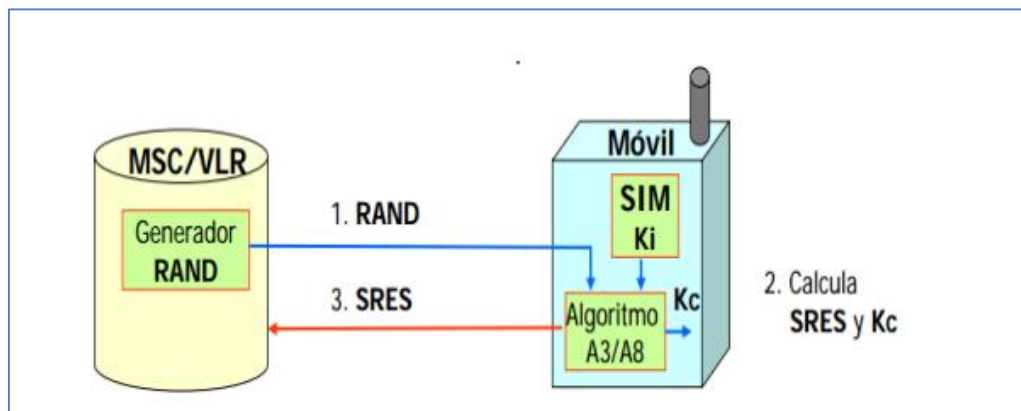 MSC/VLR
Generador
RAND
1. RAND
3. SRES
Móvil
SIM
Ki
Algoritmo
A3/A8
Kc
2. Calcula
SRES y Kc